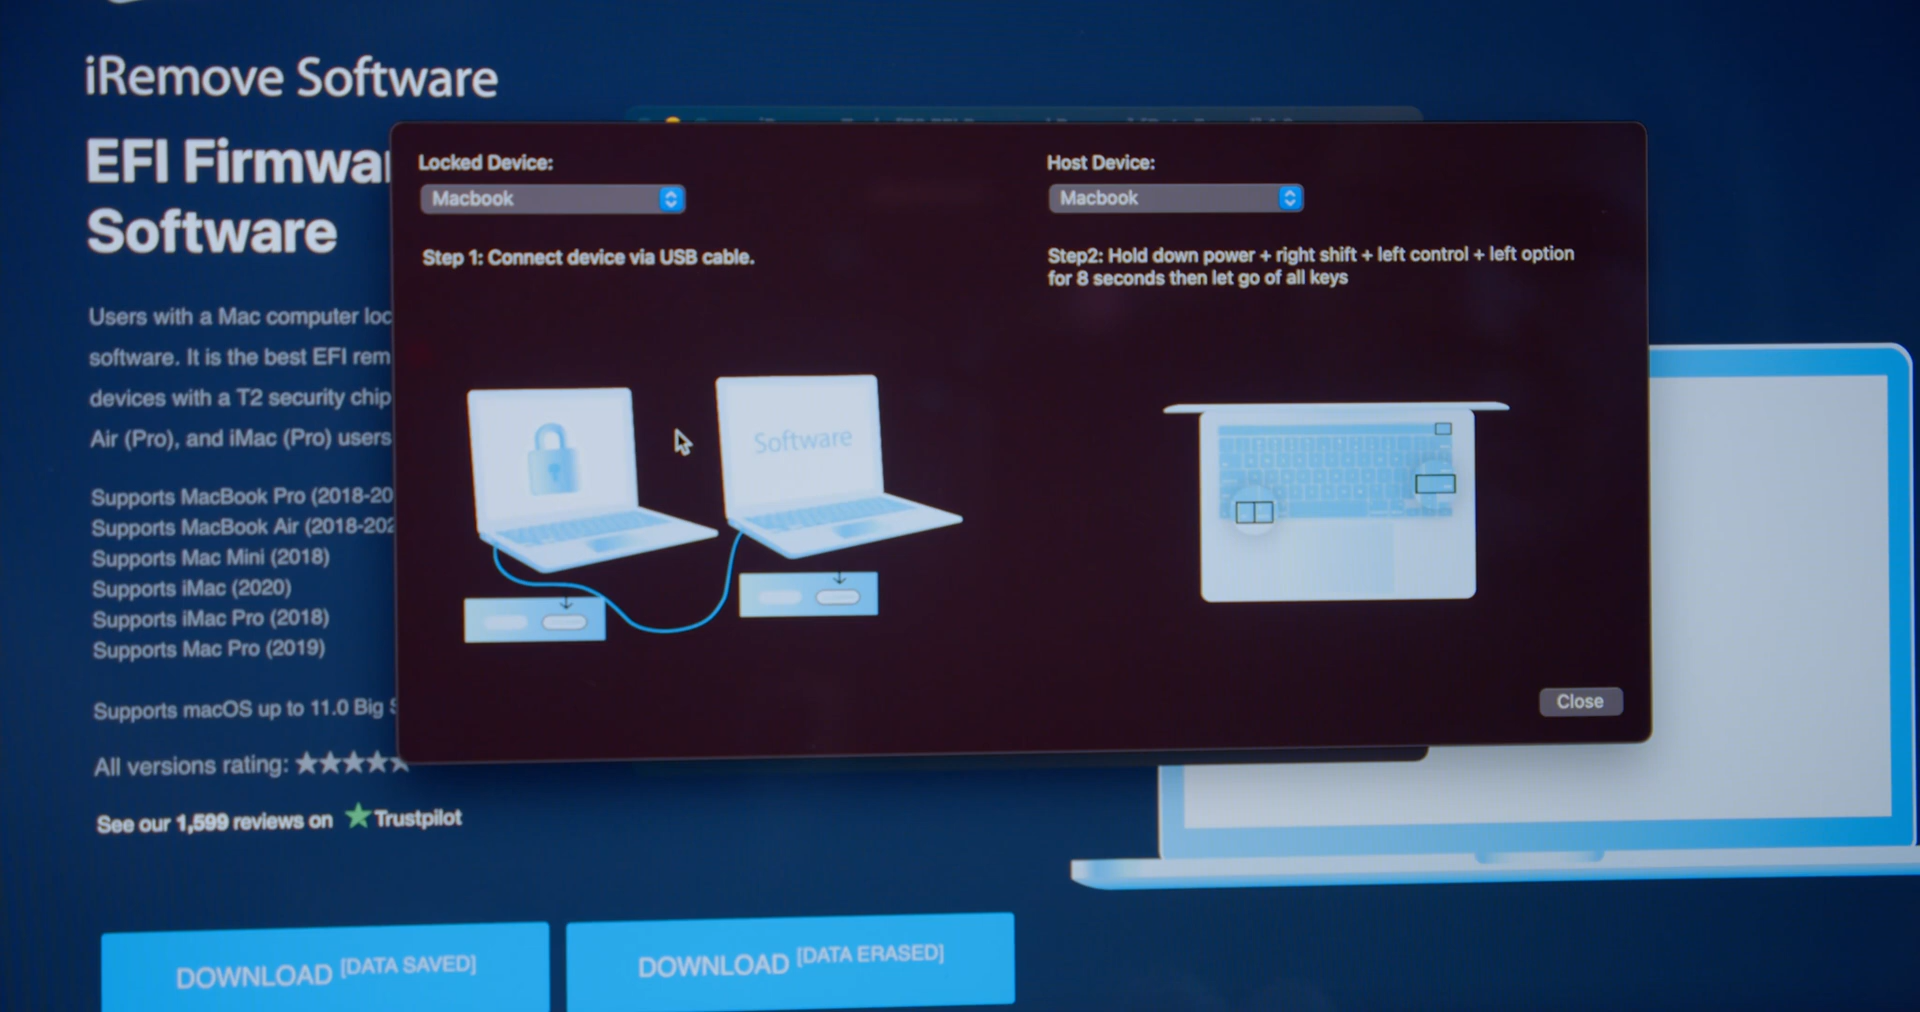 iRemove Software
EFI Firmwa
Software
Users with a Mac computer loc
software. It is the best EFI rem
devices with a T2 security chip
Air (Pro), and iMac (Pro) users
Supports MacBook Pro (2018-20
Supports MacBook Air (2018-202
Supports Mac Mini (2018)
Supports iMac (2020)
Supports iMac Pro (2018)
Supports Mac Pro (2019)
Supports macOS up to 11.0 Big S
All versions rating:
See our 1,599 reviews on Trustpilot
DOWNLOAD [DATA SAVED]
DOWNLOAD [DATA ERASED]
Locked Device:
Macbook
Step 1: Connect device via USB cable.
Software
Host Device:
Macbook
Step2: Hold down power + right shift + left control + left option
for 8 seconds then let go of all keys
Close